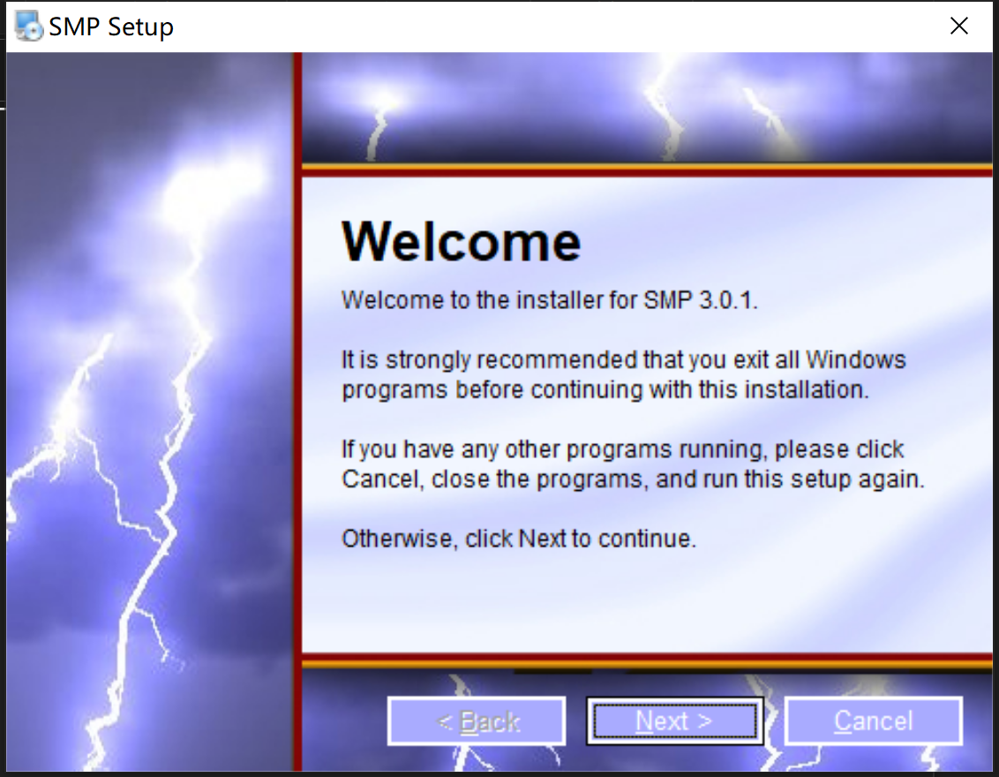 SMP Setup
Welcome
Welcome to the installer for SMP 3.0.1.
It is strongly recommended that you exit all Windows
programs before continuing with this installation.
If you have any other programs running, please click
Cancel, close the programs, and run this setup again.
Otherwise, click Next to continue.
< Back
Next >
Cancel